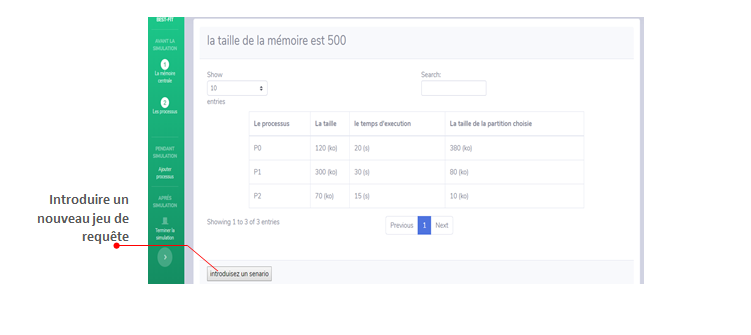 BEST-FIT
AVANT LA
SIMULATION
1
La mémoire
centrale
2
Les processus
PENDANT
SIMULATION
Ajouter
processus
APRÈS
SIMULATION
Terminer la
simulation
la taille de la mémoire est 500
Show
10
entries
Search:
Le processus La taille le temps d'execution La taille de la partition choisie
P0 120 (ko) 20 (s) 380 (ko)
P1 300 (ko) 30 (s) 80 (ko)
P2 70 (ko) 15 (s) 10 (ko)
Showing 1 to 3 of 3 entries
Previous 1 Next
introduisez un senario
Introduire un
nouveau jeu de
requête